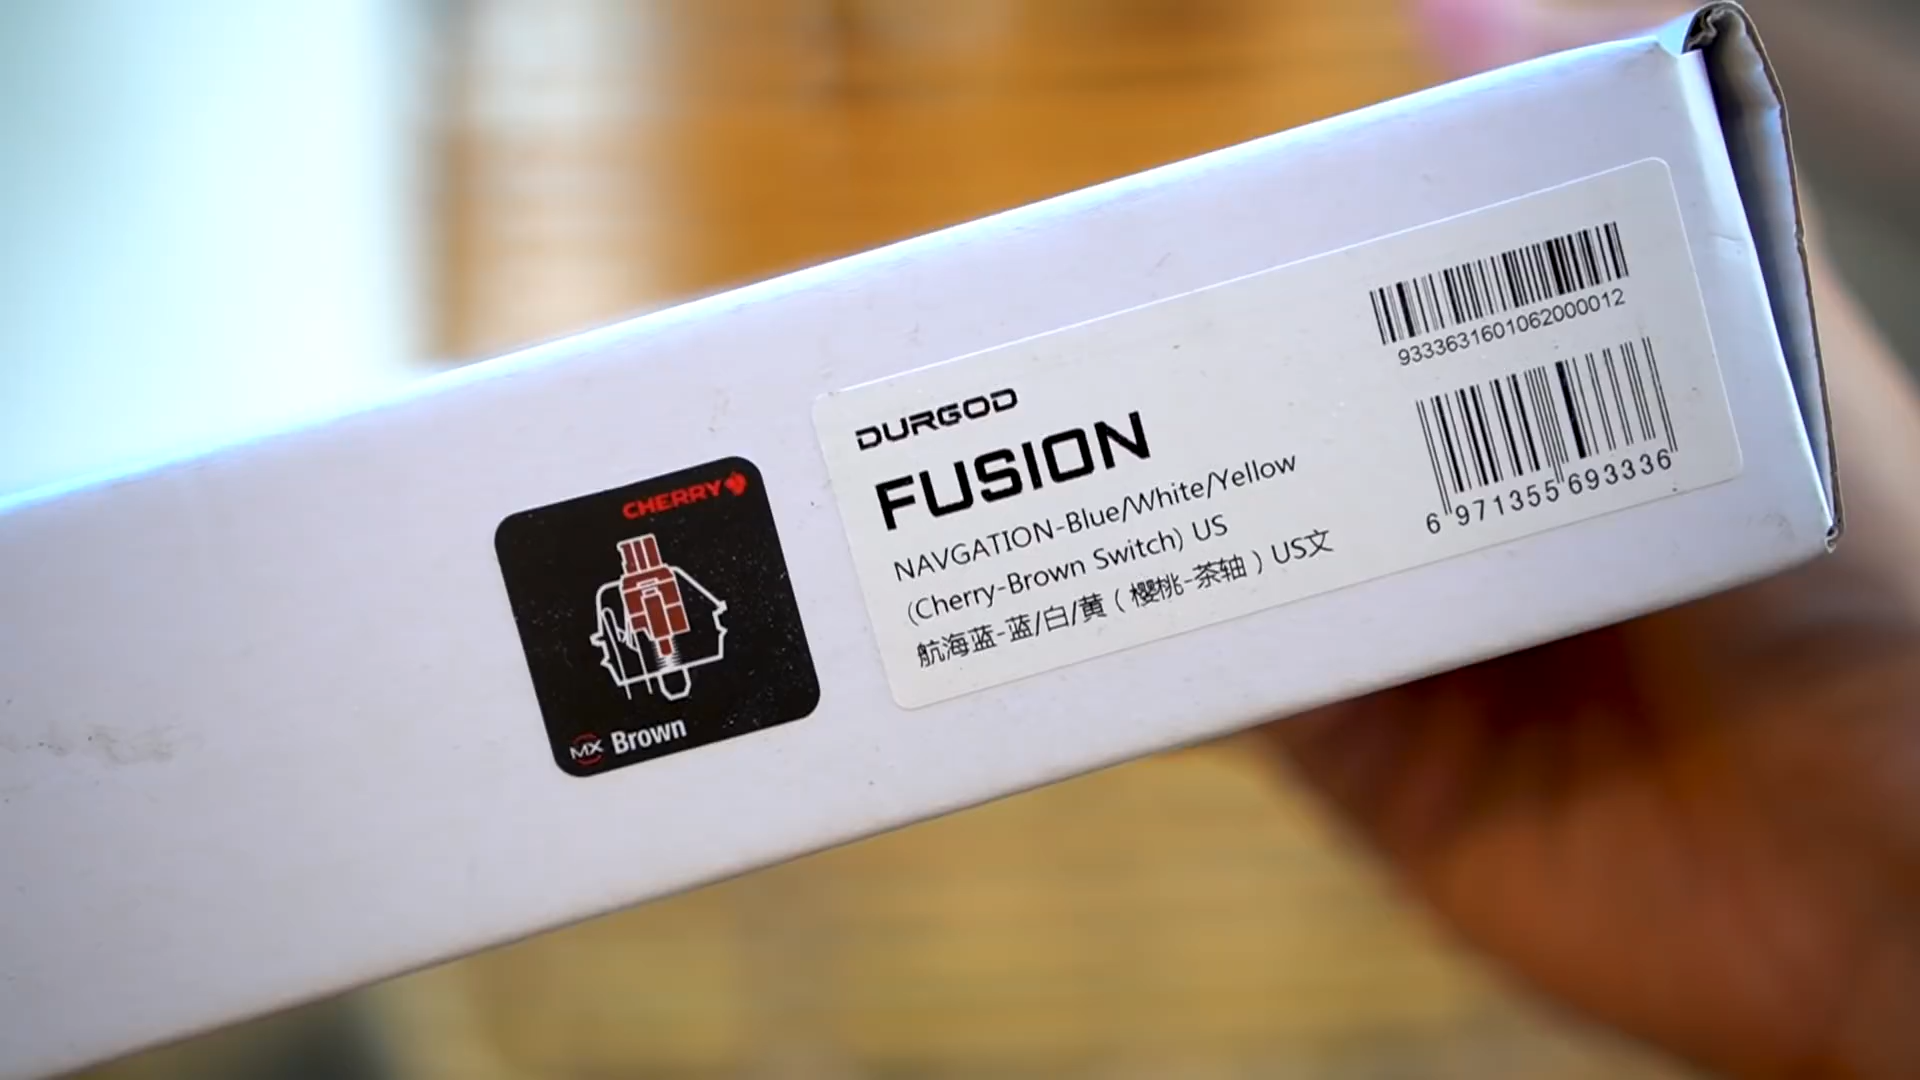 CHERRY
MX Brown
DURGOD
FUSION
NAVGATION-Blue/White/Yellow
(Cherry-Brown Switch) US
航海蓝-蓝/白/黄（樱桃-茶轴）US文
9333631601062000012
6 971355 693336